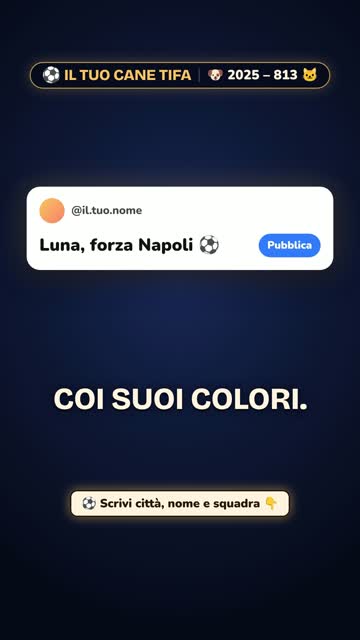 ⚽ IL TUO CANE TIFA | 🐶 2025 – 813 🐱
@il.tuo.nome
Luna, forza Napoli ⚽
Pubblica
COI SUOI COLORI.
⚽ Scrivi città, nome e squadra 👇